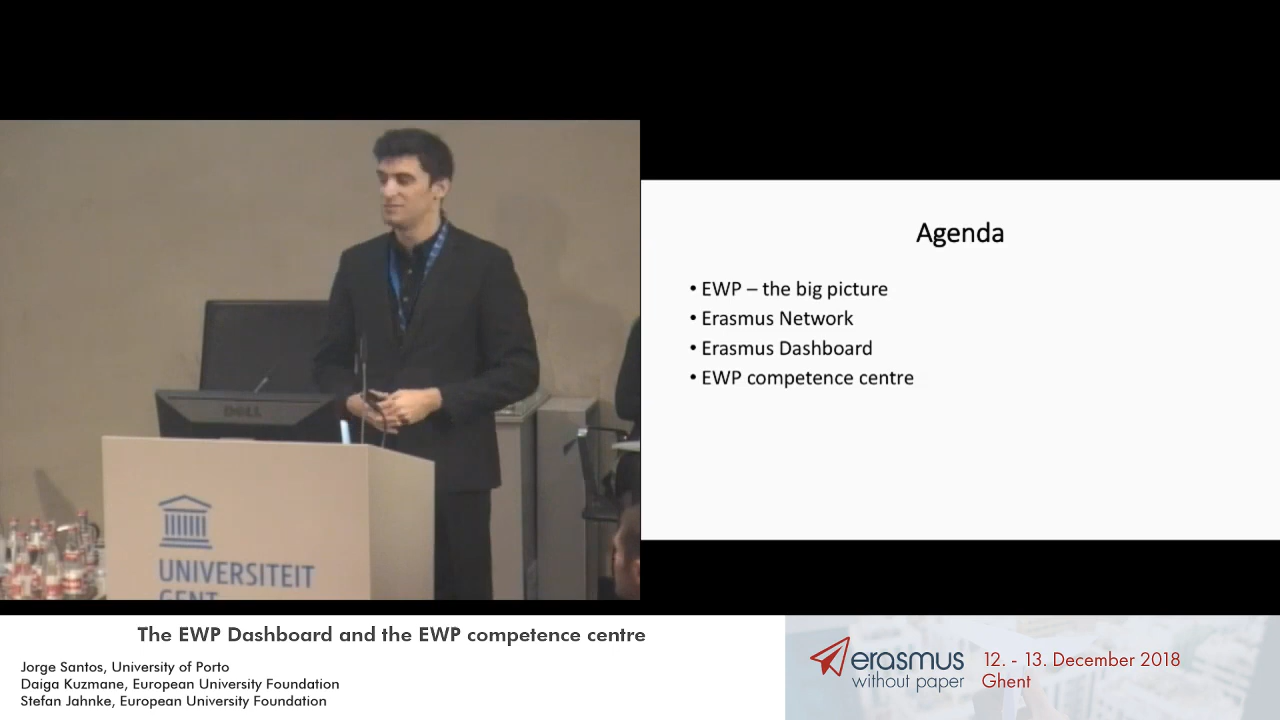 DELL
UNIVERSITEIT
GENT
Agenda
• EWP – the big picture
• Erasmus Network
• Erasmus Dashboard
• EWP competence centre
The EWP Dashboard and the EWP competence centre
Jorge Santos, University of Porto
Daiga Kuzmane, European University Foundation
Stefan Jahnke, European University Foundation
erasmus
without paper
12. - 13. December 2018
Ghent